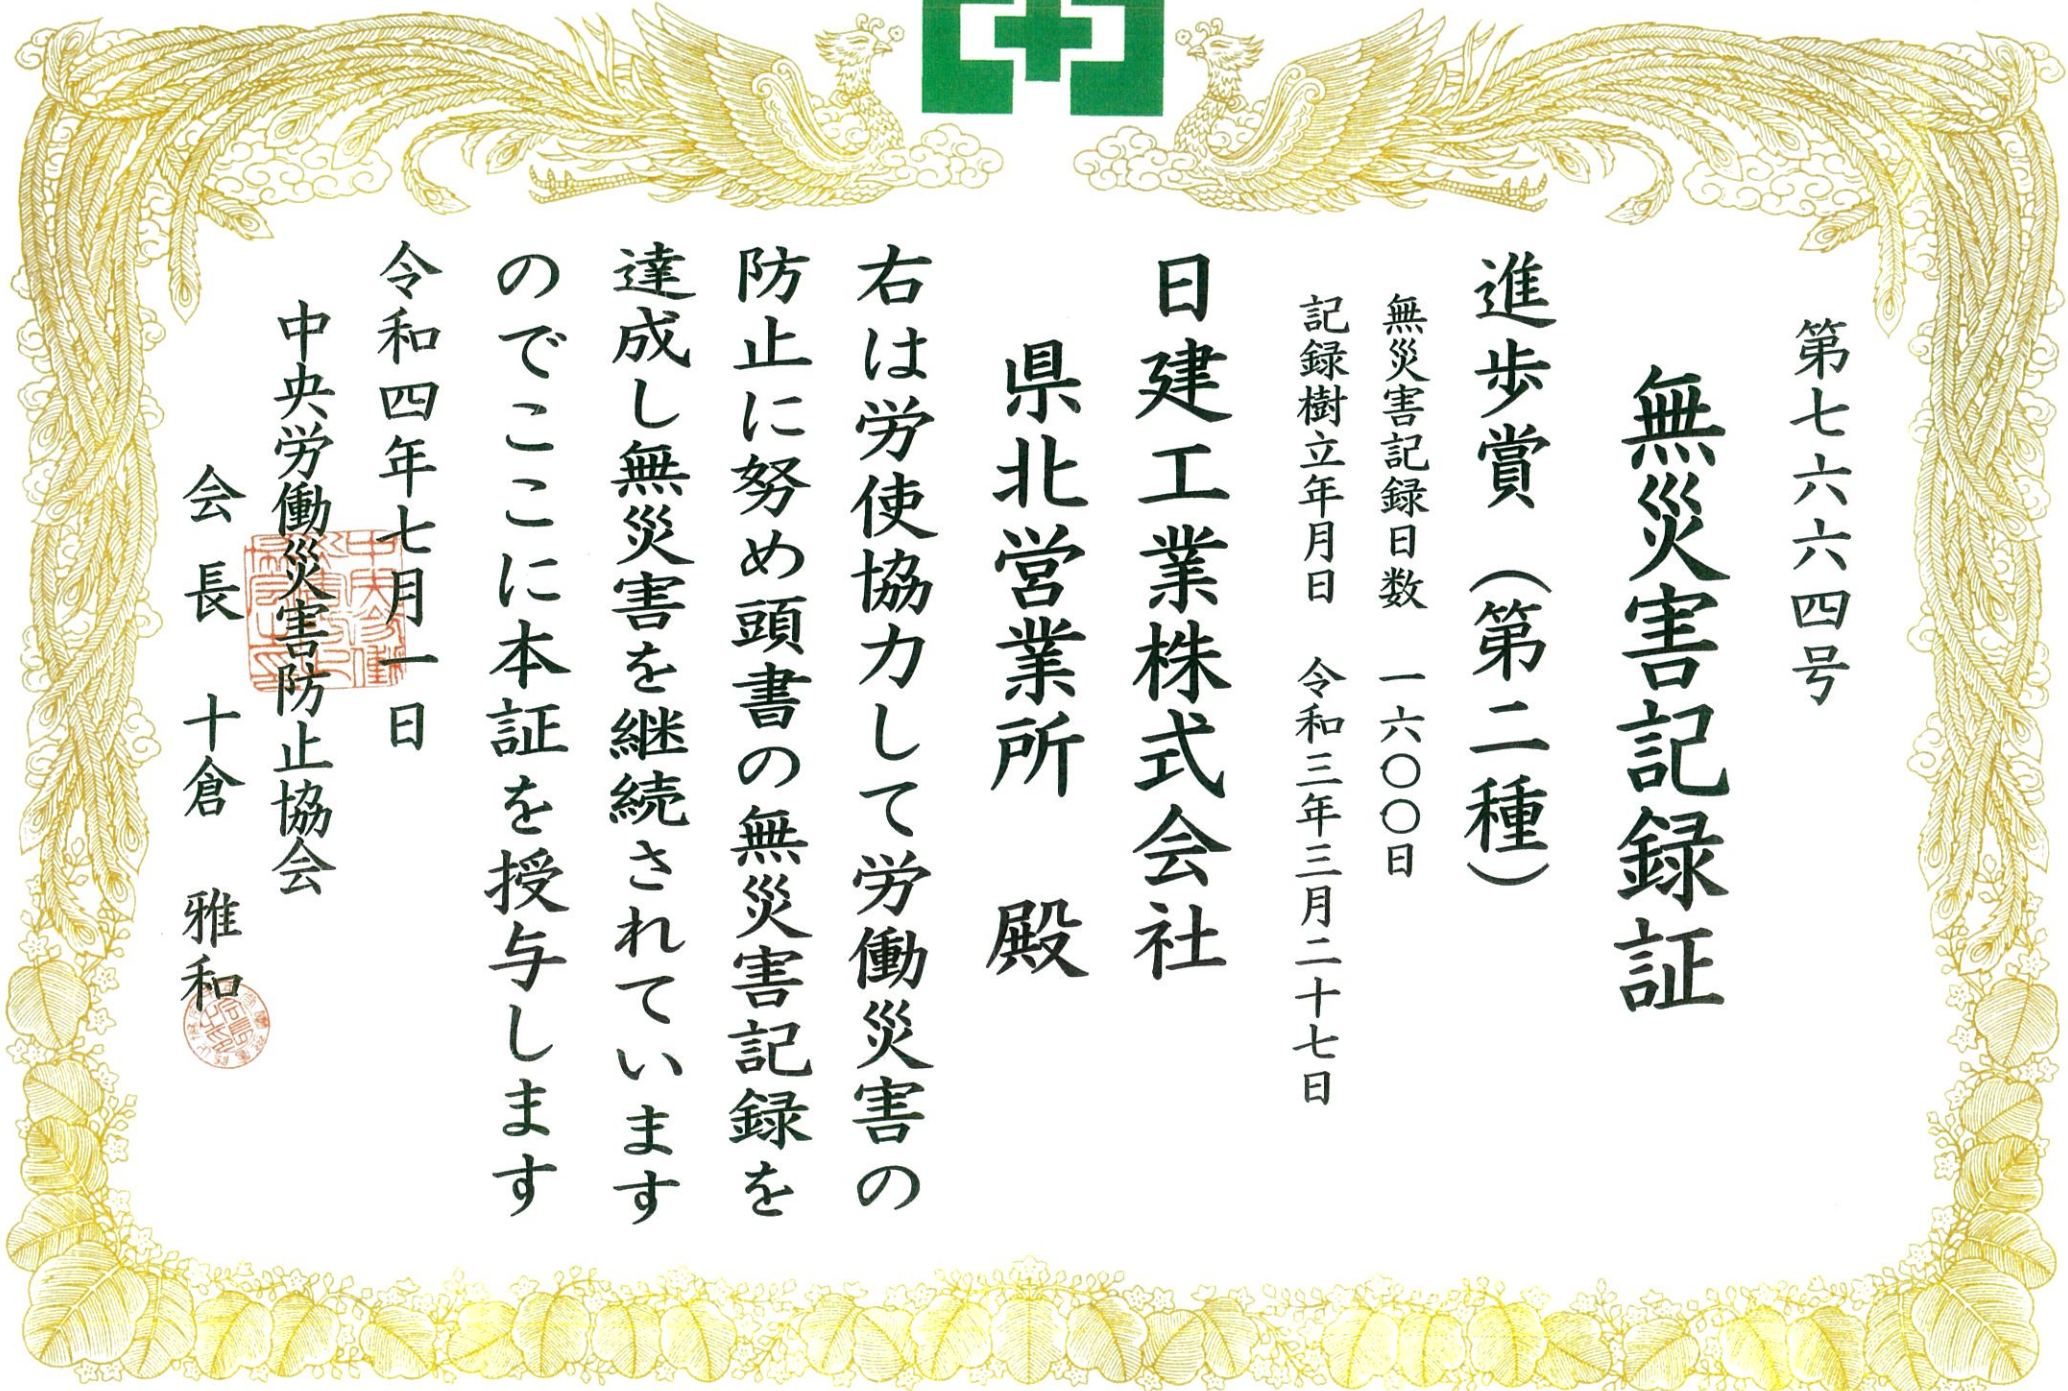 第七六六四号
無災害記録証
進歩賞（第二種）
無災害記録日数　一六〇〇日
記録樹立年月日　令和三年三月二十七日
日建工業株式会社
県北営業所　殿
右は労使協力して労働災害の
防止に努め頭書の無災害記録を
達成し無災害を継続されています
のでここに本証を授与します
令和四年七月一日
中央労働災害防止協会
会長　十倉　雅和